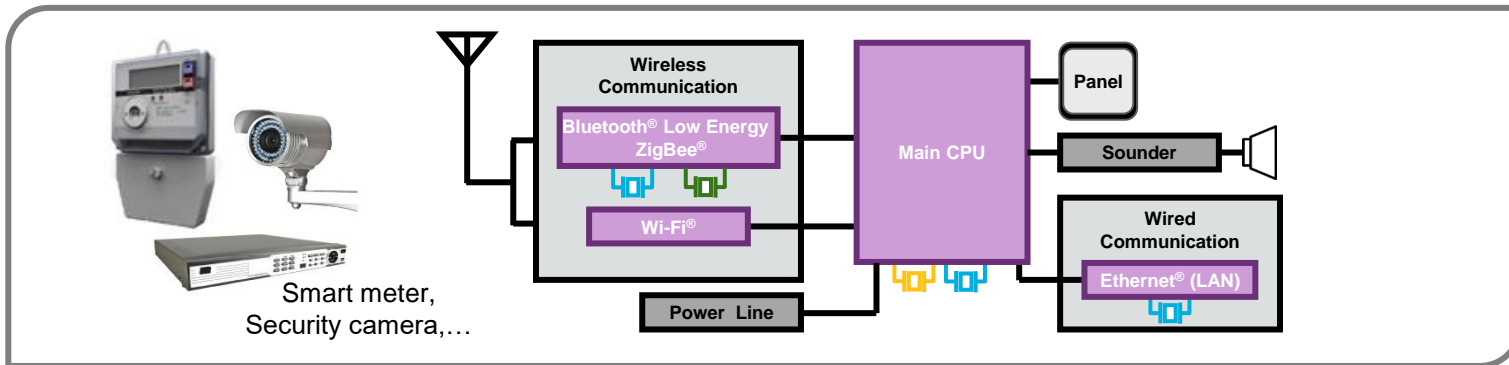 Smart meter,
Security camera,…
Wireless
Communication
Bluetooth® Low Energy
ZigBee®
Wi-Fi®
Power Line
Main CPU
Panel
Sounder
Wired
Communication
Ethernet® (LAN)